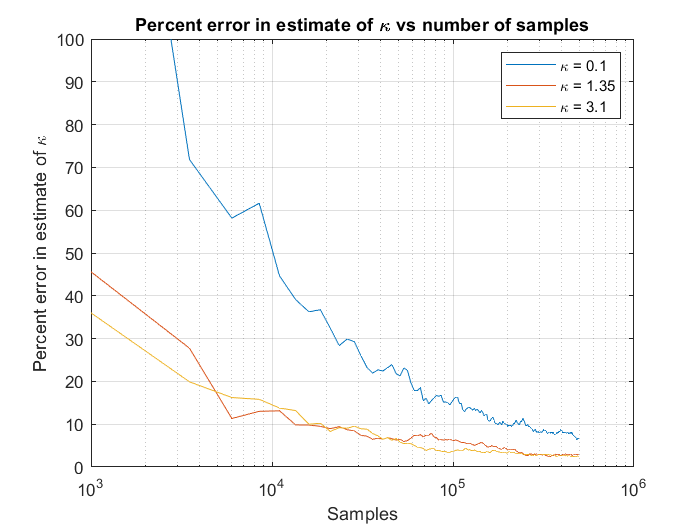 Percent error in estimate of κ vs number of samples
κ = 0.1
κ = 1.35
κ = 3.1
Percent error in estimate of κ
100
90
80
70
60
50
40
30
20
10
0
10³
10⁴
10⁵
10⁶
Samples